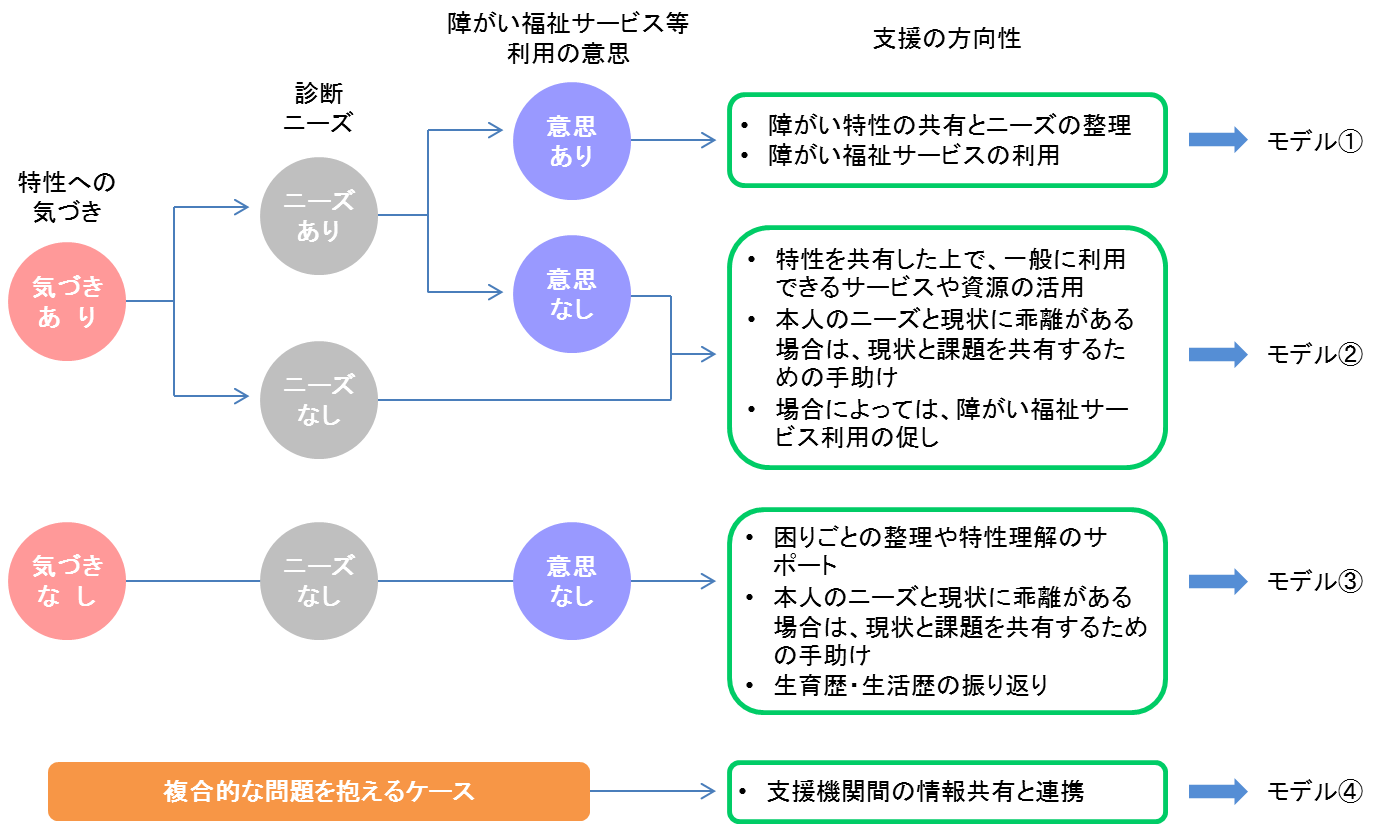 障がい福祉サービス等
利用の意思
支援の方向性
診断
ニーズ
特性への
気づき
気づき
あ り
ニーズ
あり
意思
あり
• 障がい特性の共有とニーズの整理
• 障がい福祉サービスの利用
モデル①
意思
なし
ニーズ
なし
• 特性を共有した上で、一般に利用
できるサービスや資源の活用
• 本人のニーズと現状に乖離がある
場合は、現状と課題を共有するた
めの手助け
• 場合によっては、障がい福祉サー
ビス利用の促し
モデル②
気づき
な し
ニーズ
なし
意思
なし
• 困りごとの整理や特性理解のサ
ポート
• 本人のニーズと現状に乖離がある
場合は、現状と課題を共有するため
の手助け
• 生育歴・生活歴の振り返り
モデル③
複合的な問題を抱えるケース
• 支援機関間の情報共有と連携
モデル④